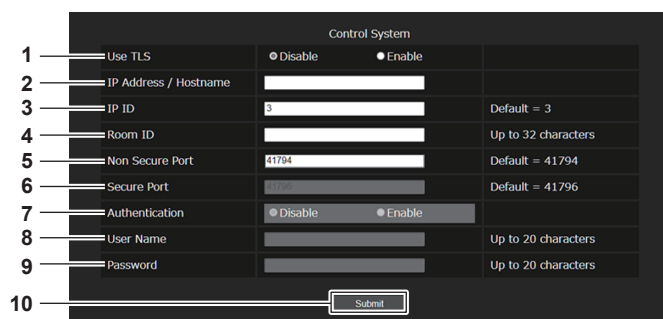 Control System
1 Use TLS Disable Enable
2 IP Address / Hostname
3 IP ID 3 Default = 3
4 Room ID Up to 32 characters
5 Non Secure Port 41794 Default = 41794
6 Secure Port 41796 Default = 41796
7 Authentication Disable Enable
8 User Name Up to 20 characters
9 Password Up to 20 characters
10 Submit